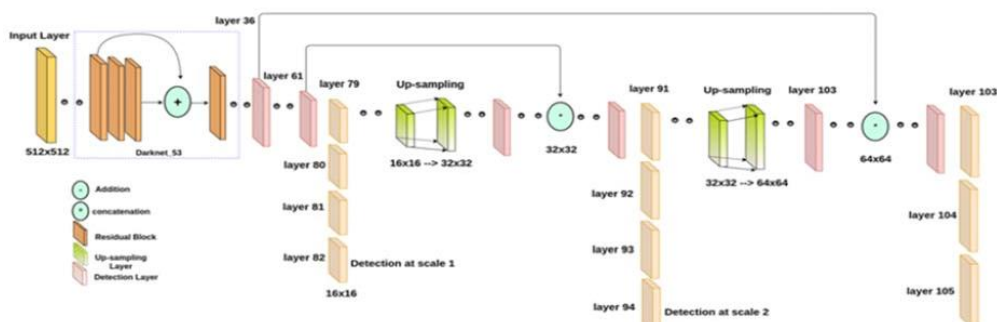 layer 36
Input Layer
layer 61
layer 79
Up-sampling
layer 91
Up-sampling
layer 103
layer 103
512x512
Darknet_53
16x16 --> 32x32
32x32
32x32 --> 64x64
64x64
layer 80
layer 81
layer 82
Detection at scale 1
16x16
layer 92
layer 93
layer 94
Detection at scale 2
layer 104
layer 105
Addition
concatenation
Residual Block
Up-sampling
Layer
Detection Layer